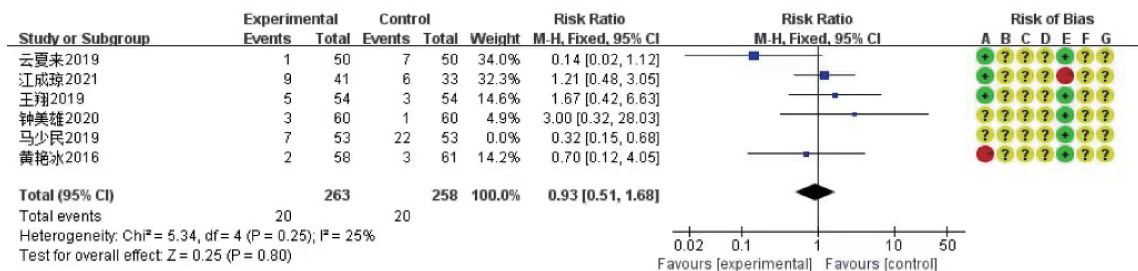 Experimental Control Risk Ratio Risk Ratio Risk of Bias
Study or Subgroup Events Total Events Total Weight M-H, Fixed, 95% CI M-H, Fixed, 95% CI A B C D E F G
云夏来2019 1 50 7 50 34.0% 0.14 [0.02, 1.12] + ? ? ? + ? ?
江成琼2021 9 41 6 33 32.3% 1.21 [0.48, 3.05] + ? ? ? - ? ?
王翔2019 5 54 3 54 14.6% 1.67 [0.42, 6.63] + ? ? ? + ? ?
钟美雄2020 3 60 1 60 4.9% 3.00 [0.32, 28.03] ? ? ? ? + ? ?
马少民2019 7 53 22 53 0.0% 0.32 [0.15, 0.68] ? ? ? ? + ? ?
黄艳冰2016 2 58 3 61 14.2% 0.70 [0.12, 4.05] - ? ? ? + ? ?
Total (95% CI) 263 258 100.0% 0.93 [0.51, 1.68]
Total events 20 20
Heterogeneity: Chi² = 5.34, df = 4 (P = 0.25); I² = 25%
Test for overall effect: Z = 0.25 (P = 0.80)
0.02 0.1 1 10 50
Favours [experimental] Favours [control]